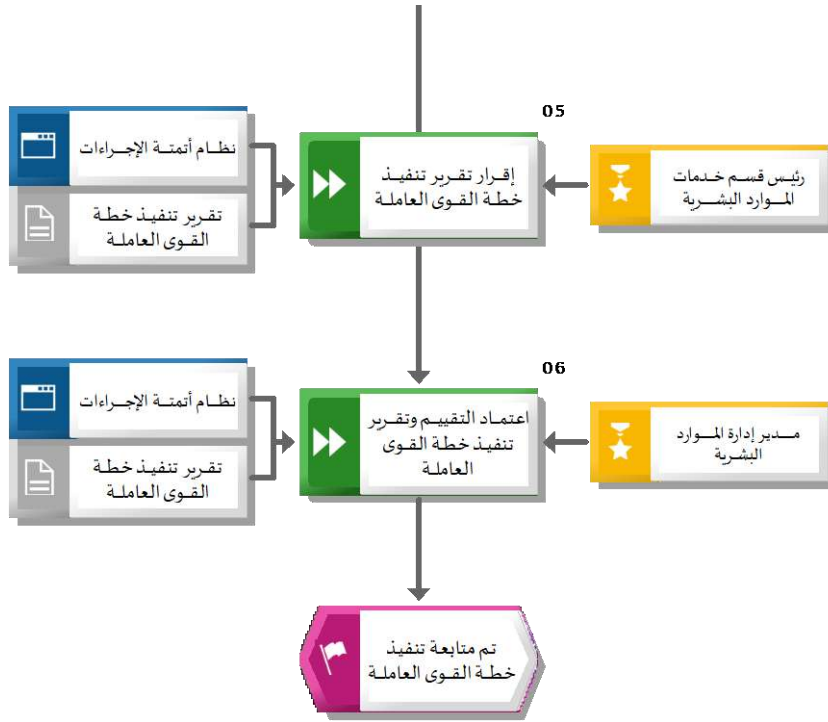 05
رئيس قسم خدمات
الموارد البشرية
إقرار تقرير تنفيذ
خطة القوى العاملة
نظام أتمتة الإجراءات
تقرير تنفيذ خطة
القوى العاملة
06
مدير إدارة الموارد
البشرية
اعتماد التقييم وتقرير
تنفيذ خطة القوى
العاملة
نظام أتمتة الإجراءات
تقرير تنفيذ خطة
القوى العاملة
تم متابعة تنفيذ
خطة القوى العاملة